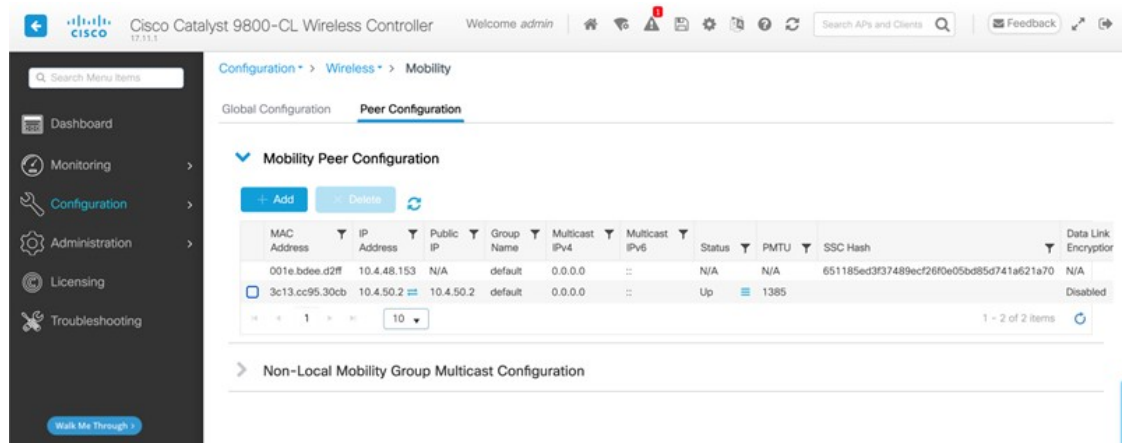 cisco
Cisco Catalyst 9800-CL Wireless Controller
17.11.1
Welcome admin
1
Search APs and Clients
Feedback
Search Menu Items
Dashboard
Monitoring
Configuration
Administration
Licensing
Troubleshooting
Walk Me Through >
Configuration > Wireless > Mobility
Global Configuration Peer Configuration
Mobility Peer Configuration
+ Add × Delete
MAC Address IP Address Public IP Group Name Multicast IPv4 Multicast IPv6 Status PMTU SSC Hash Data Link Encryption
001e.bdee.d2ff 10.4.48.153 N/A default 0.0.0.0 :: N/A N/A 651185ed3f37489ecf26f0e05bd85d741a621a70 N/A
3c13.cc95.30cb 10.4.50.2 10.4.50.2 default 0.0.0.0 :: Up 1385 Disabled
1 10 1 - 2 of 2 items
Non-Local Mobility Group Multicast Configuration